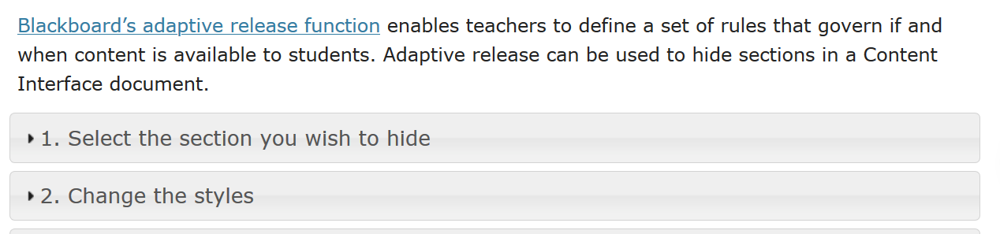 Blackboard’s adaptive release function enables teachers to define a set of rules that govern if and
when content is available to students. Adaptive release can be used to hide sections in a Content
Interface document.
1. Select the section you wish to hide
2. Change the styles